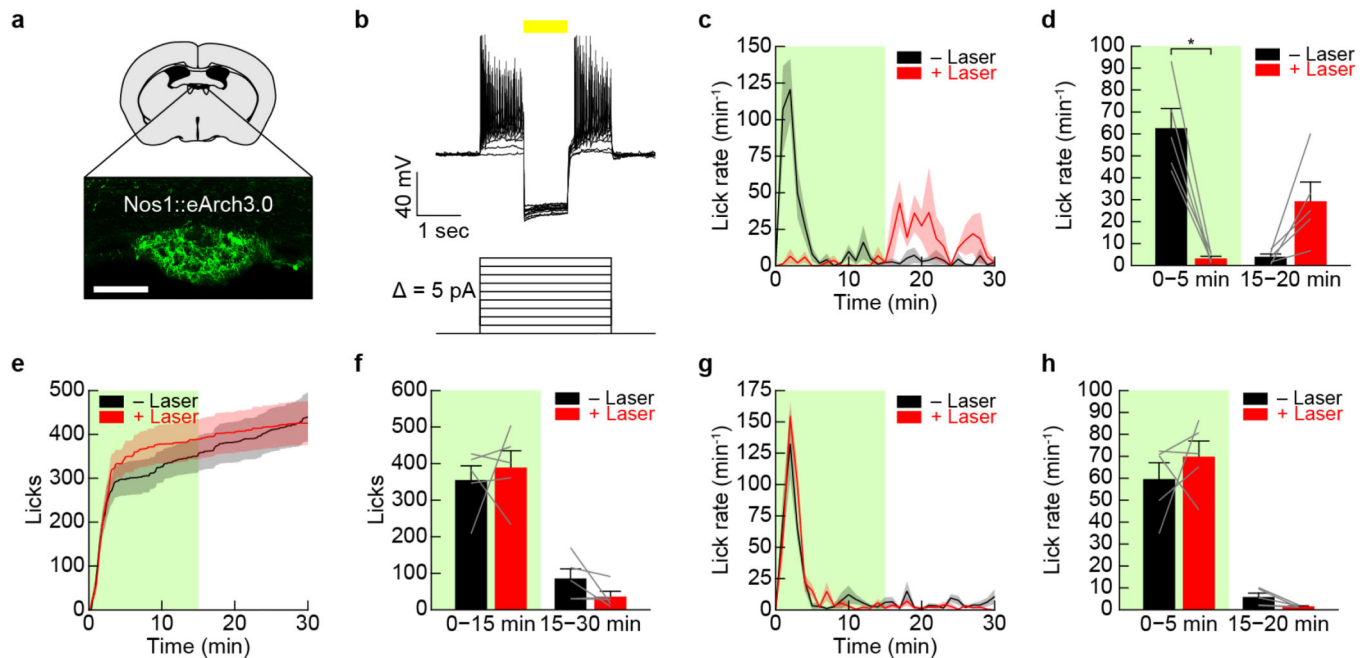 a
Nos1::eArch3.0
b
40 mV
1 sec
Δ = 5 pA
c
– Laser
+ Laser
Lick rate (min⁻¹)
150
125
100
75
50
25
0
0 10 20 30
Time (min)
d
– Laser
+ Laser
*
Lick rate (min⁻¹)
100
90
80
70
60
50
40
30
20
10
0
0–5 min 15–20 min
e
– Laser
+ Laser
Licks
500
400
300
200
100
0
0 10 20 30
Time (min)
f
– Laser
+ Laser
Licks
600
500
400
300
200
100
0
0–15 min 15–30 min
g
– Laser
+ Laser
Lick rate (min⁻¹)
175
150
125
100
75
50
25
0
0 10 20 30
Time (min)
h
– Laser
+ Laser
Lick rate (min⁻¹)
100
90
80
70
60
50
40
30
20
10
0
0–5 min 15–20 min